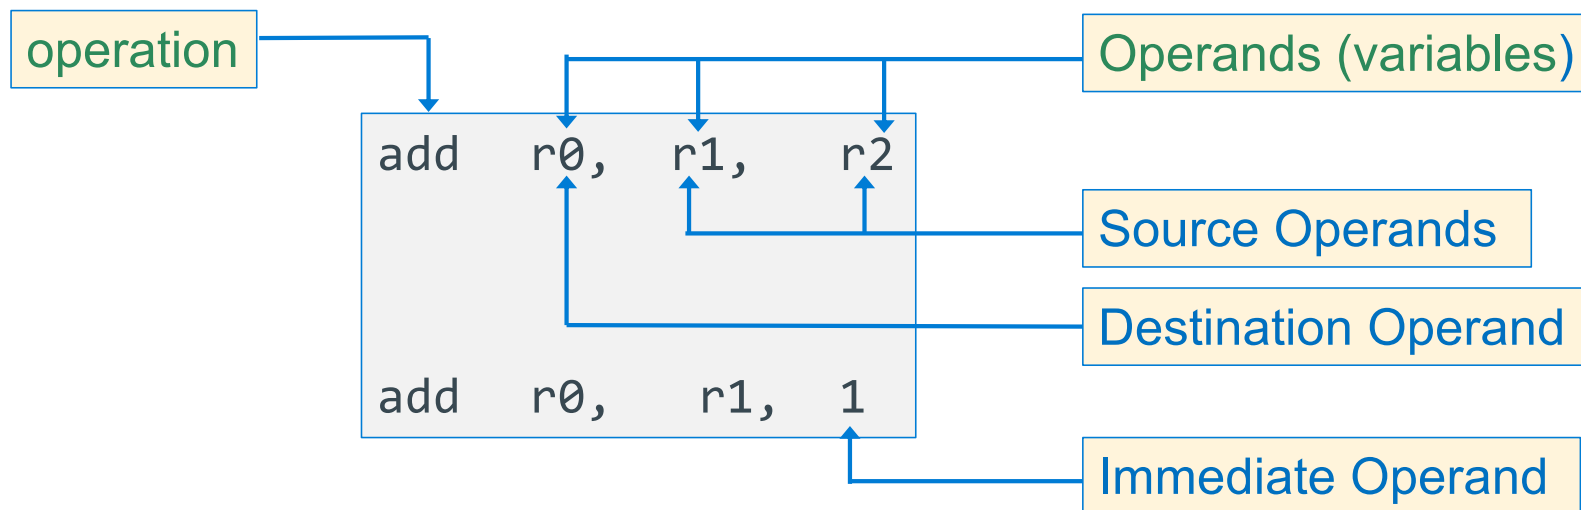 operation
Operands (variables)
add r0, r1, r2
Source Operands
Destination Operand
add r0, r1, 1
Immediate Operand